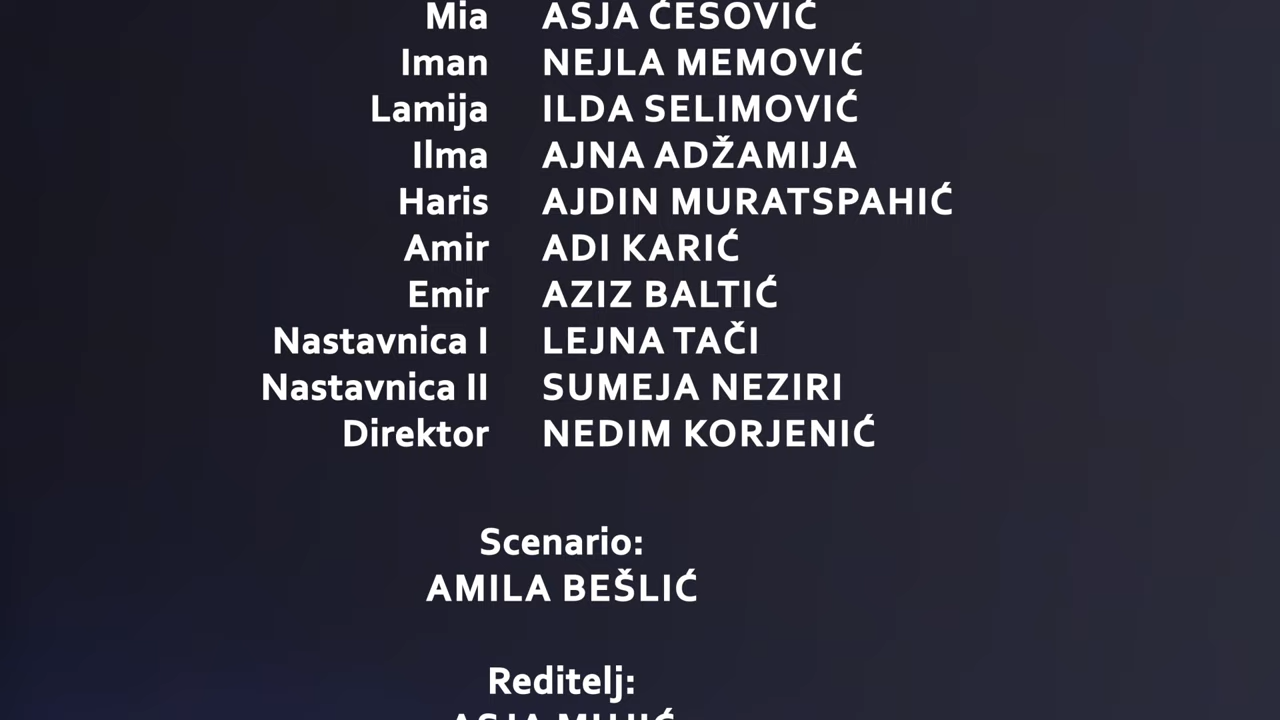 Mia ASJA ĆESOVIĆ
Iman NEJLA MEMOVIĆ
Lamija ILDA SELIMOVIĆ
Ilma AJNA ADŽAMIJA
Haris AJDIN MURATSPAHIĆ
Amir ADI KARIĆ
Emir AZIZ BALTIĆ
Nastavnica I LEJNA TAČI
Nastavnica II SUMEJA NEZIRI
Direktor NEDIM KORJENIĆ
Scenario:
AMILA BEŠLIĆ
Reditelj:
ASJA